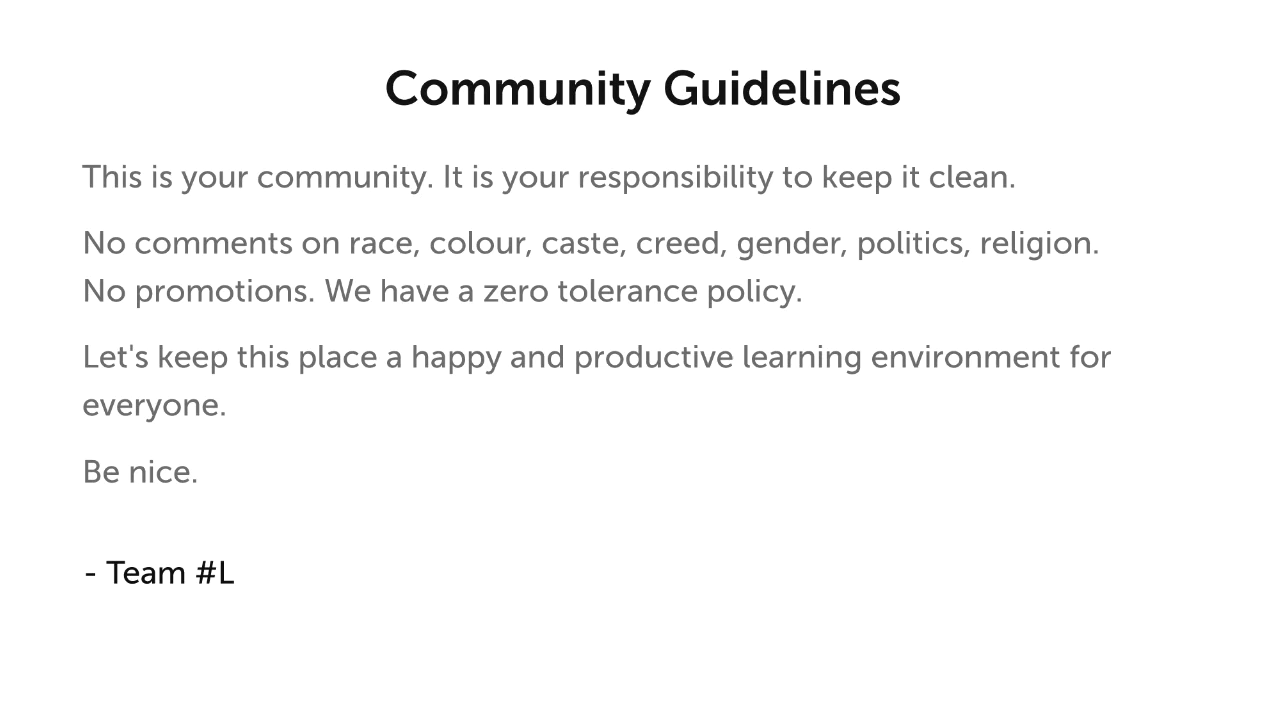 Community Guidelines
This is your community. It is your responsibility to keep it clean.
No comments on race, colour, caste, creed, gender, politics, religion.
No promotions. We have a zero tolerance policy.
Let's keep this place a happy and productive learning environment for
everyone.
Be nice.
- Team #L